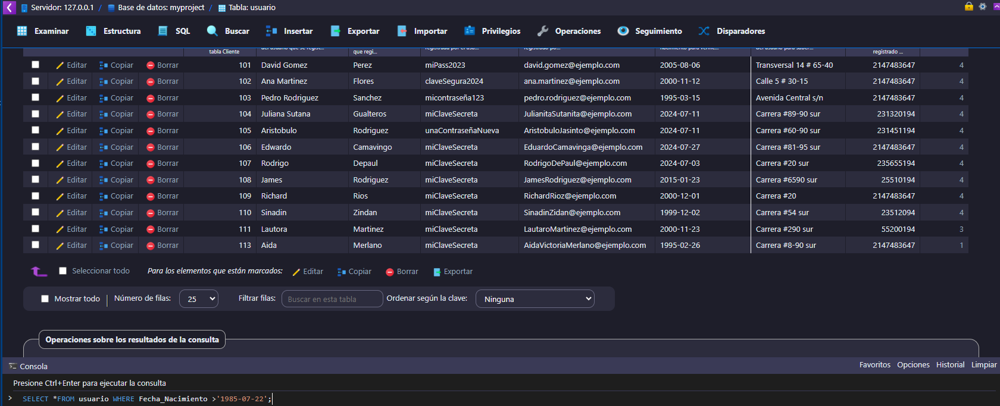 Servidor: 127.0.0.1 / Base de datos: myproject / Tabla: usuario
Examinar Estructura SQL Buscar Insertar Exportar Importar Privilegios Operaciones Seguimiento Disparadores
tabla Cliente que regi... registrado ...
Editar Copiar Borrar 101 David Gomez Perez miPass2023 david.gomez@ejemplo.com 2005-08-06 Transversal 14 # 65-40 2147483647 4
Editar Copiar Borrar 102 Ana Martinez Flores claveSegura2024 ana.martinez@ejemplo.com 2000-11-12 Calle 5 # 30-15 2147483647 4
Editar Copiar Borrar 103 Pedro Rodriguez Sanchez micontraseña123 pedro.rodriguez@ejemplo.com 1995-03-15 Avenida Central s/n 2147483647 4
Editar Copiar Borrar 104 Juliana Sutana Gualteros miClaveSecreta JulianitaSutanita@ejemplo.com 2024-07-11 Carrera #89-90 sur 231320194 4
Editar Copiar Borrar 105 Aristobulo Rodriguez unaContraseñaNueva AristobuloJasinto@ejemplo.com 2024-07-11 Carrera #60-90 sur 231451194 4
Editar Copiar Borrar 106 Edwardo Camavingo miClaveSecreta EduardoCamavinga@ejemplo.com 2024-07-27 Carrera #81-95 sur 2147483647 4
Editar Copiar Borrar 107 Rodrigo Depaul miClaveSecreta RodrigoDePaul@ejemplo.com 2024-07-03 Carrera #20 sur 235655194 4
Editar Copiar Borrar 108 James Rodriguez miClaveSecreta JamesRodriguez@ejemplo.com 2015-01-23 Carrera #6590 sur 25510194 4
Editar Copiar Borrar 109 Richard Rios miClaveSecreta RichardRioz@ejemplo.com 2000-12-01 Carrera #20 2147483647 4
Editar Copiar Borrar 110 Sinadin Zindan miClaveSecreta SinadinZidan@ejemplo.com 1999-12-02 Carrera #54 sur 23512094 4
Editar Copiar Borrar 111 Lautora Martinez miClaveSecreta LautaroMartinez@ejemplo.com 2000-11-23 Carrera #290 sur 55200194 3
Editar Copiar Borrar 113 Aida Merlano miClaveSecreta AidaVictoriaMerlano@ejemplo.com 1995-02-26 Carrera #8-90 sur 2147483647 1
Seleccionar todo Para los elementos que están marcados: Editar Copiar Borrar Exportar
Mostrar todo Número de filas: 25 Filtrar filas: Buscar en esta tabla Ordenar según la clave: Ninguna
Operaciones sobre los resultados de la consulta
Consola Favoritos Opciones Historial Limpiar
Presione Ctrl+Enter para ejecutar la consulta
> SELECT *FROM usuario WHERE Fecha_Nacimiento >'1985-07-22';